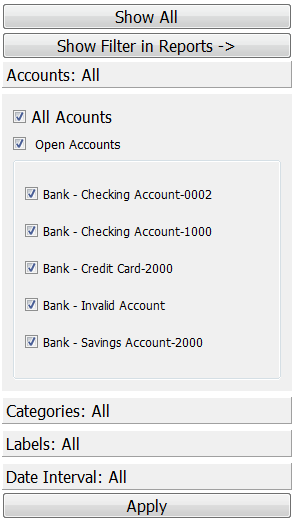 Show All
Show Filter in Reports ->
Accounts: All
All Acounts
Open Accounts
Bank - Checking Account-0002
Bank - Checking Account-1000
Bank - Credit Card-2000
Bank - Invalid Account
Bank - Savings Account-2000
Categories: All
Labels: All
Date Interval: All
Apply